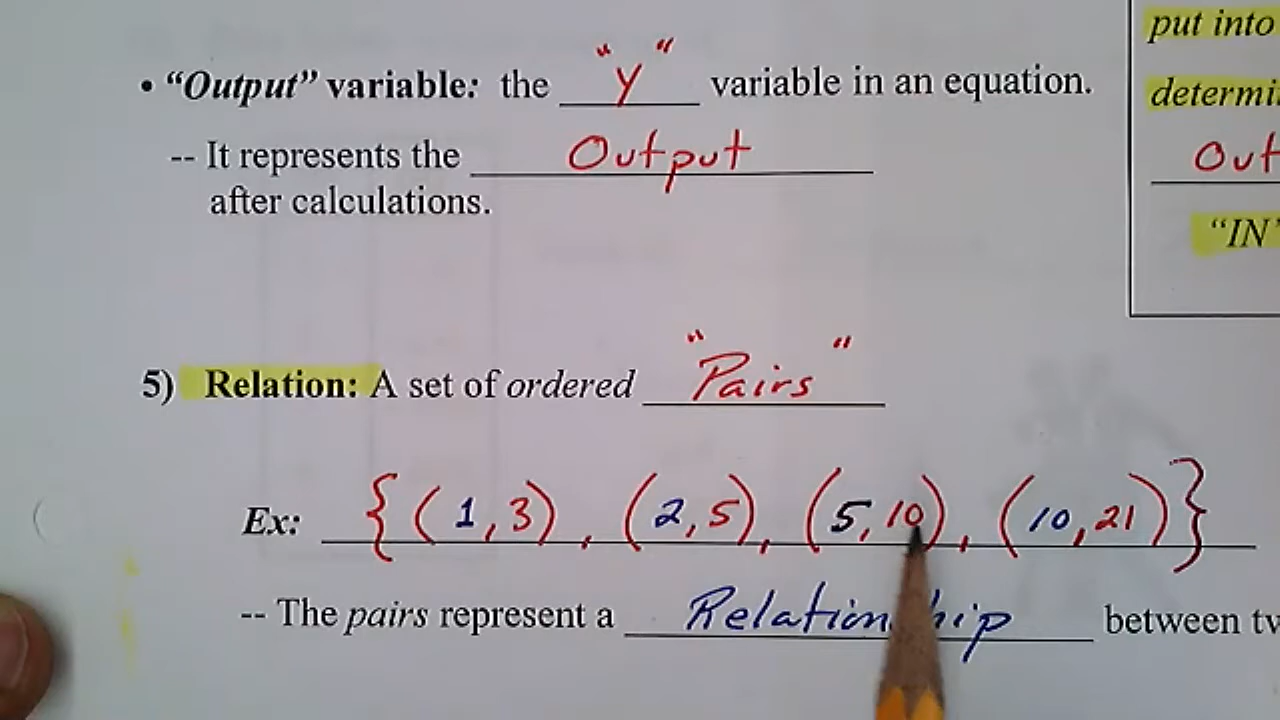 put into
• “Output” variable: the "y" variable in an equation.
determi
-- It represents the Output
Out
after calculations.
“IN”
5) Relation: A set of ordered "Pairs"
Ex: {(1,3), (2,5), (5,10), (10,21)}
-- The pairs represent a Relationship between tw